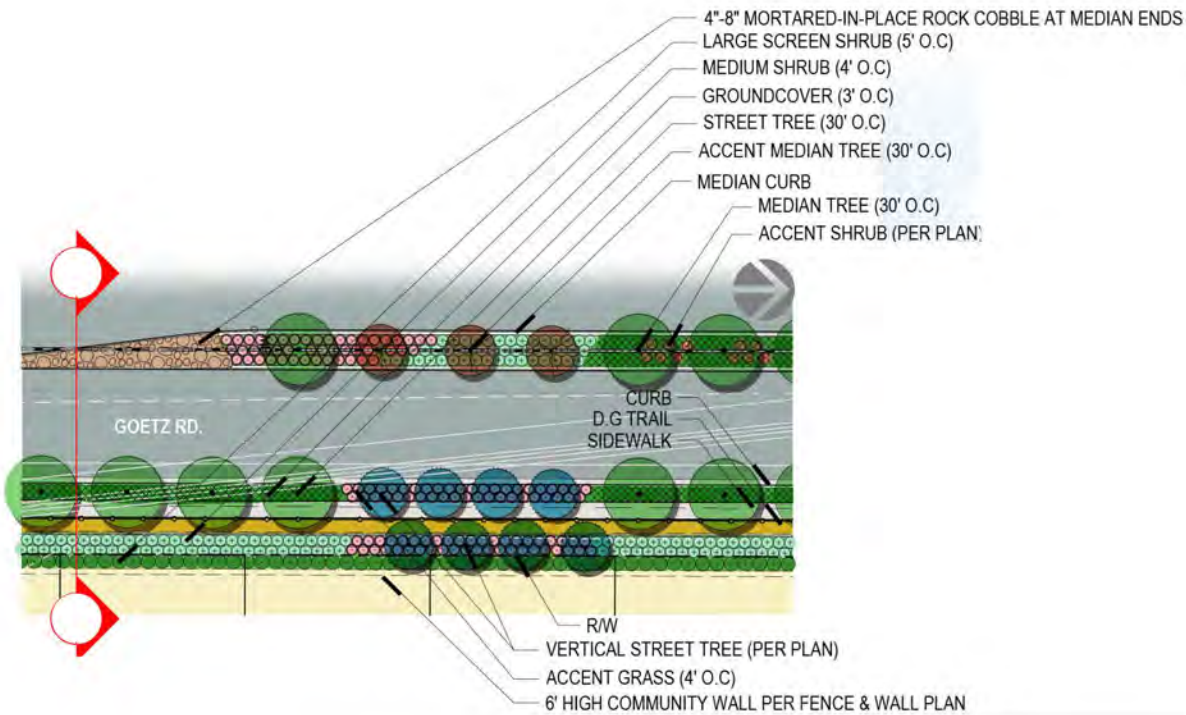 4"-8" MORTARED-IN-PLACE ROCK COBBLE AT MEDIAN ENDS
LARGE SCREEN SHRUB (5' O.C)
MEDIUM SHRUB (4' O.C)
GROUNDCOVER (3' O.C)
STREET TREE (30' O.C)
ACCENT MEDIAN TREE (30' O.C)
MEDIAN CURB
MEDIAN TREE (30' O.C)
ACCENT SHRUB (PER PLAN)
CURB
D.G TRAIL
SIDEWALK
GOETZ RD.
R/W
VERTICAL STREET TREE (PER PLAN)
ACCENT GRASS (4' O.C)
6' HIGH COMMUNITY WALL PER FENCE & WALL PLAN